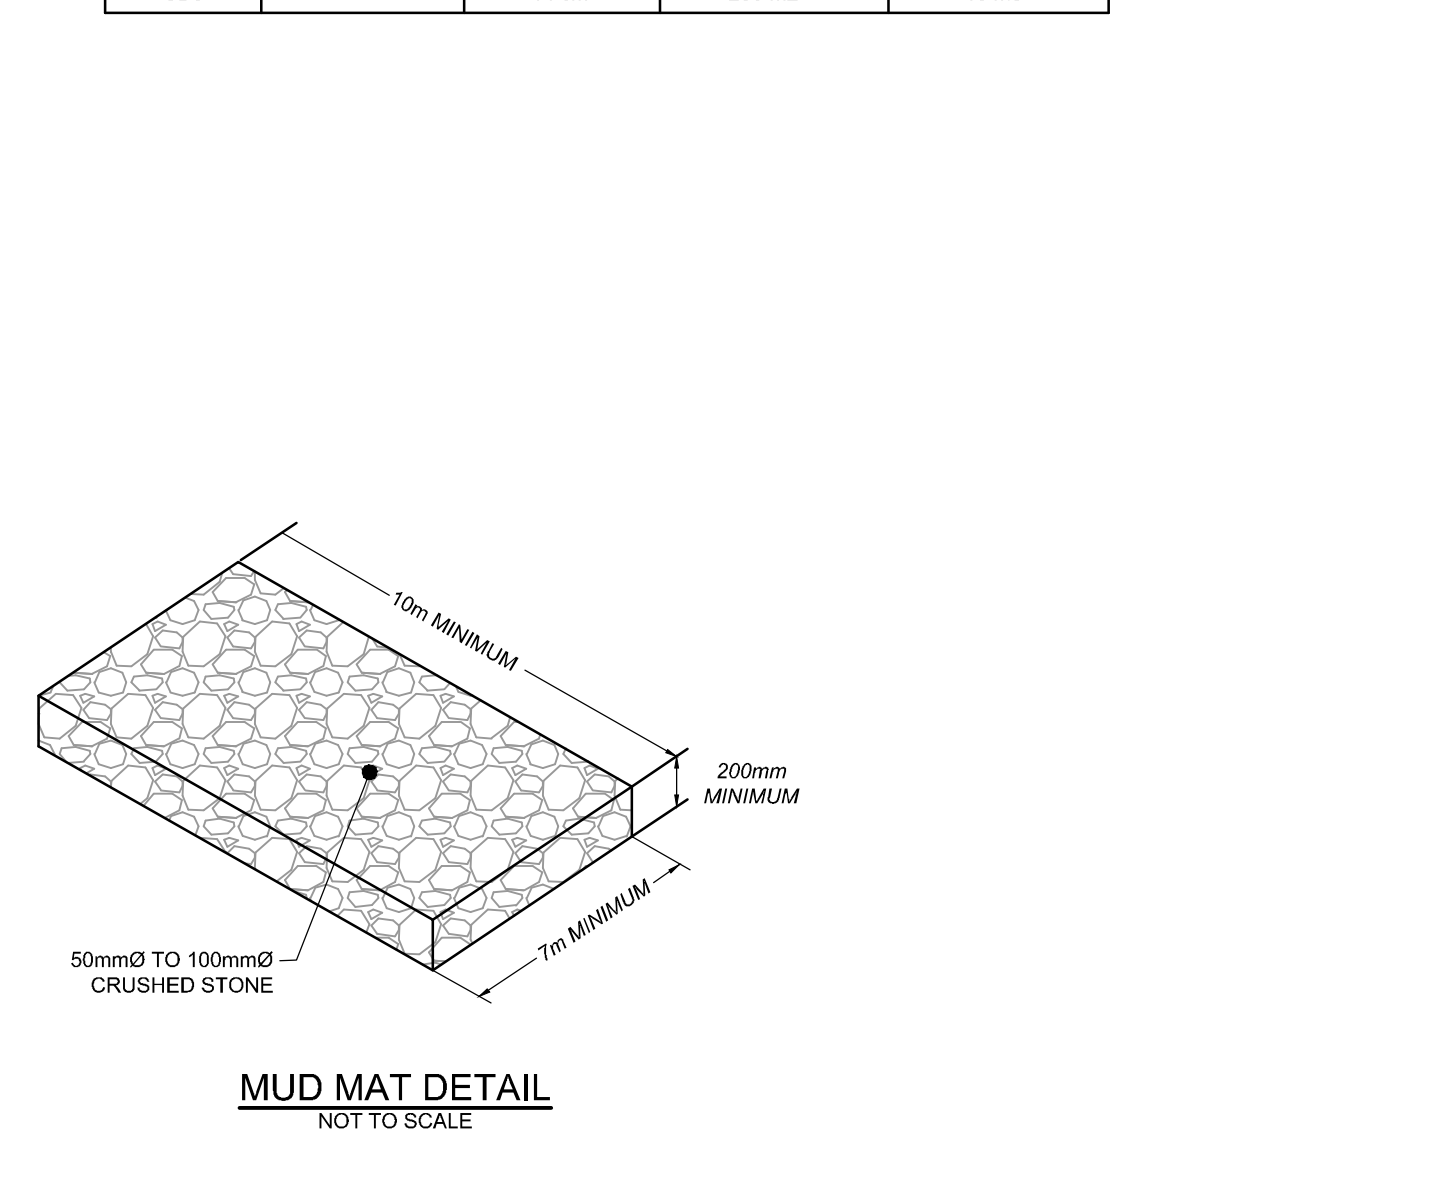 10m MINIMUM
200mm
MINIMUM
7m MINIMUM
50mmØ TO 100mmØ
CRUSHED STONE
MUD MAT DETAIL
NOT TO SCALE